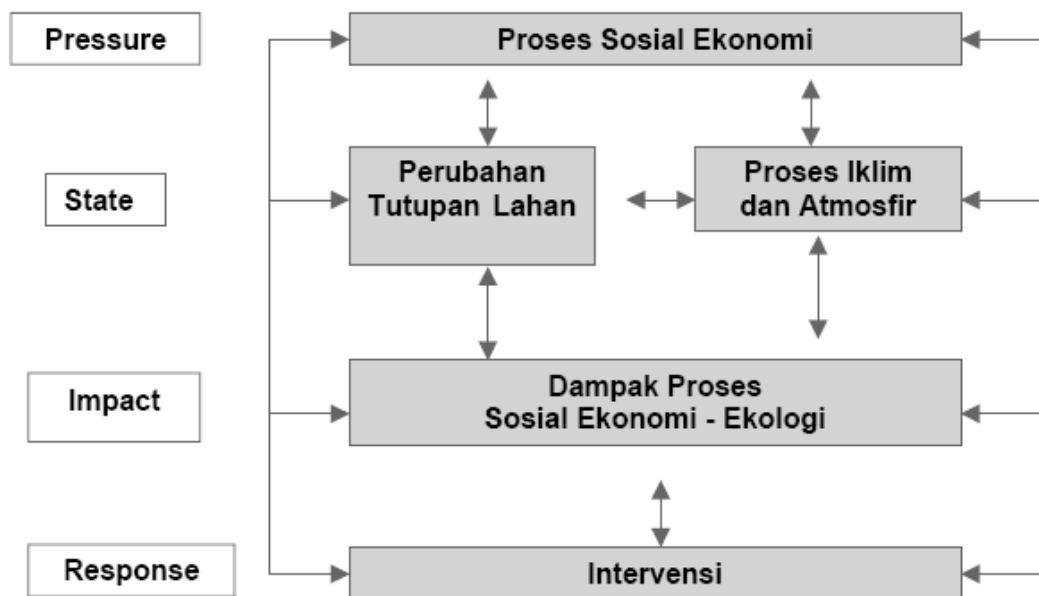 Pressure
Proses Sosial Ekonomi
State
Perubahan
Tutupan Lahan
Proses Iklim
dan Atmosfir
Impact
Dampak Proses
Sosial Ekonomi - Ekologi
Response
Intervensi